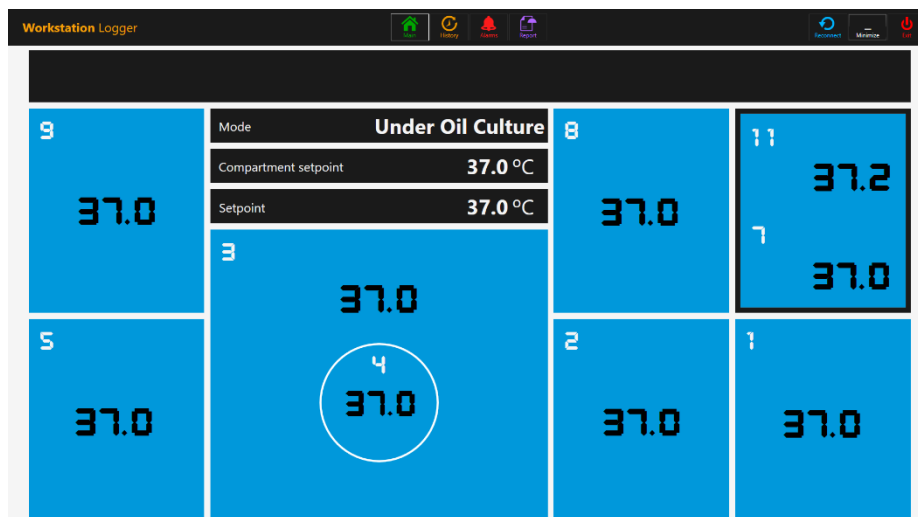 Workstation Logger
Main
History
Alarms
Report
Reconnect
Minimize
Exit
9
37.0
Mode Under Oil Culture
Compartment setpoint 37.0 ºC
Setpoint 37.0 ºC
8
37.0
11
37.2
7
37.0
3
37.0
4
37.0
5
37.0
2
37.0
1
37.0